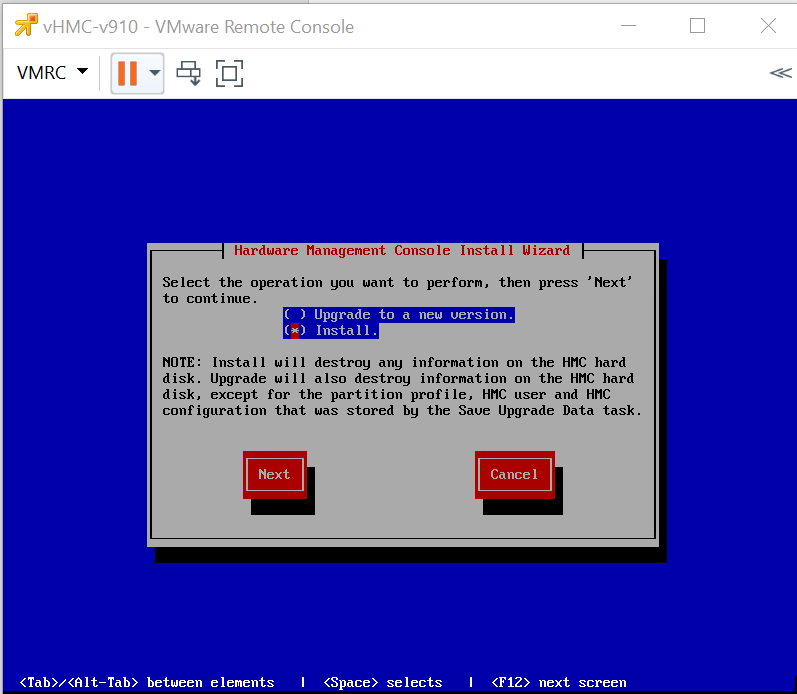 vHMC-v910 - VMware Remote Console
VMRC
Hardware Management Console Install Wizard
Select the operation you want to perform, then press 'Next'
to continue.
( ) Upgrade to a new version.
(*) Install.
NOTE: Install will destroy any information on the HMC hard
disk. Upgrade will also destroy information on the HMC hard
disk, except for the partition profile, HMC user and HMC
configuration that was stored by the Save Upgrade Data task.
Next Cancel
<Tab>/<Alt-Tab> between elements | <Space> selects | <F12> next screen